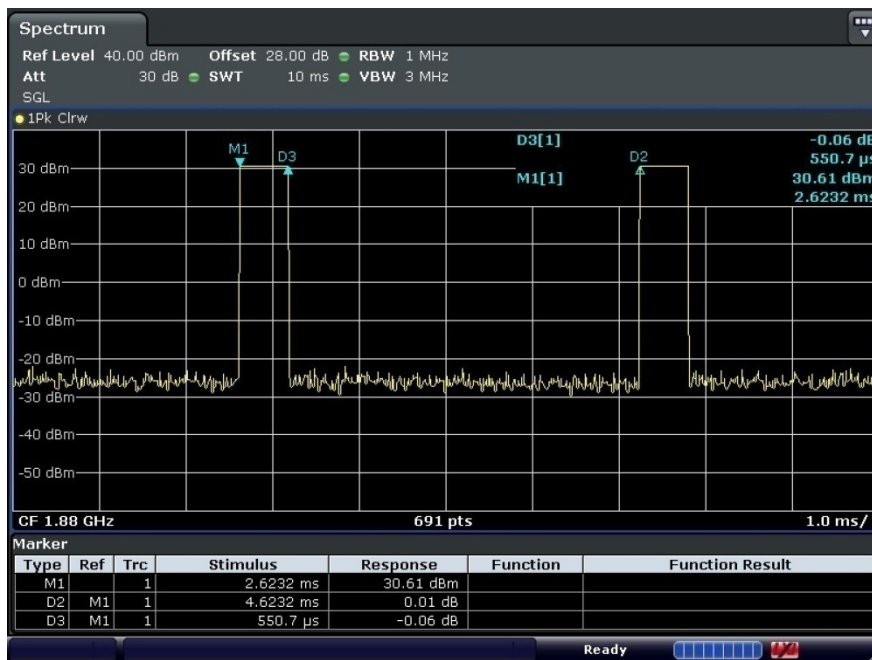 Spectrum
Ref Level 40.00 dBm Offset 28.00 dB RBW 1 MHz
Att 30 dB SWT 10 ms VBW 3 MHz
SGL
1Pk Clrw
D3[1] -0.06 dB
550.7 µs
M1[1] 30.61 dBm
2.6232 ms
M1
D3
D2
30 dBm
20 dBm
10 dBm
0 dBm
-10 dBm
-20 dBm
-30 dBm
-40 dBm
-50 dBm
CF 1.88 GHz 691 pts 1.0 ms/
Marker
Type Ref Trc Stimulus Response Function Function Result
M1 1 2.6232 ms 30.61 dBm
D2 M1 1 4.6232 ms 0.01 dB
D3 M1 1 550.7 µs -0.06 dB
Ready